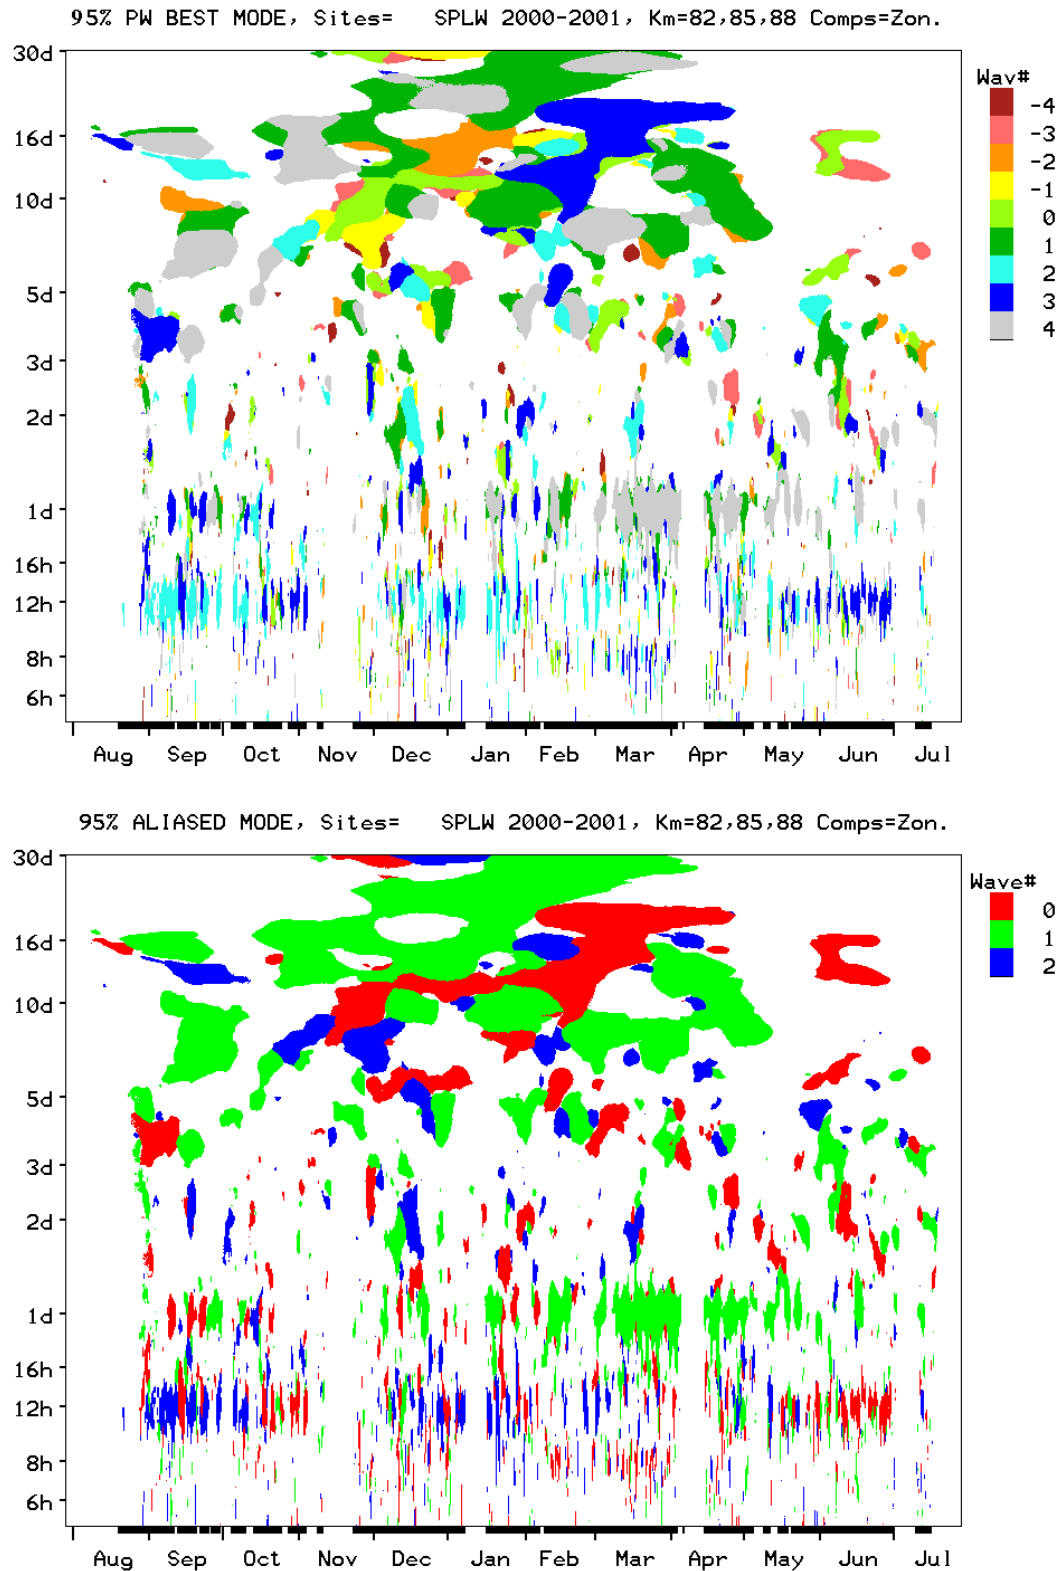 95% PW BEST MODE, Sites= SPLW 2000-2001, Km=82,85,88 Comps=Zon.
30d
16d
10d
5d
3d
2d
1d
16h
12h
8h
6h
Aug Sep Oct Nov Dec Jan Feb Mar Apr May Jun Jul
Wav#
-4
-3
-2
-1
0
1
2
3
4
95% ALIASED MODE, Sites= SPLW 2000-2001, Km=82,85,88 Comps=Zon.
30d
16d
10d
5d
3d
2d
1d
16h
12h
8h
6h
Aug Sep Oct Nov Dec Jan Feb Mar Apr May Jun Jul
Wave#
0
1
2